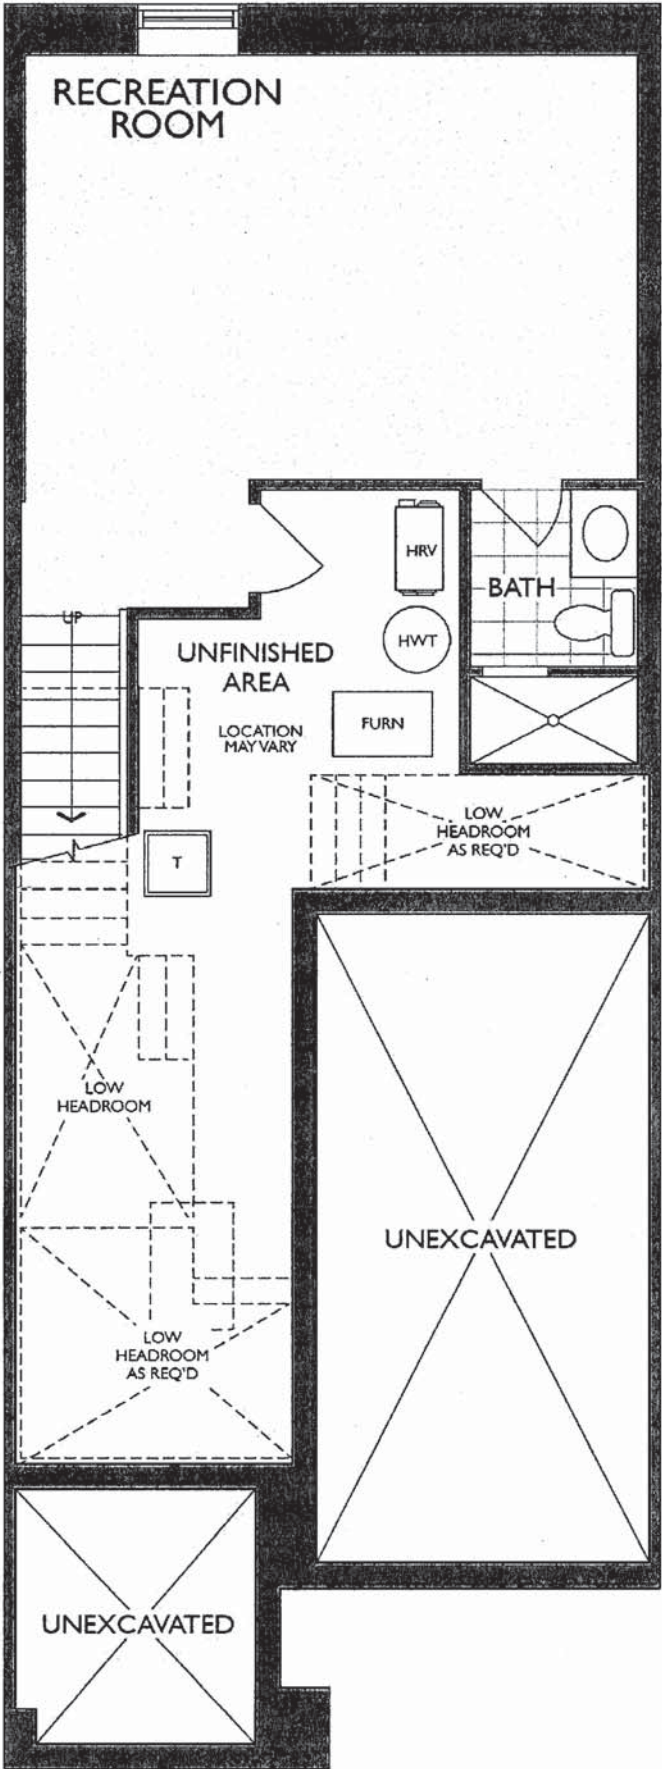 RECREATION
ROOM
HRV
BATH
UP
HWT
UNFINISHED
AREA
LOCATION
MAY VARY
FURN
LOW
HEADROOM
AS REQ'D
T
LOW
HEADROOM
UNEXCAVATED
LOW
HEADROOM
AS REQ'D
UNEXCAVATED